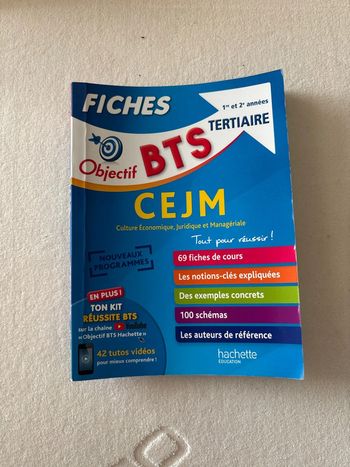 FICHES
1re et 2e années
TERTIAIRE
Objectif BTS
CEJM
Culture Économique, Juridique et Managériale
Tout pour réussir !
NOUVEAUX
PROGRAMMES
69 fiches de cours
Les notions-clés expliquées
Des exemples concrets
100 schémas
Les auteurs de référence
EN PLUS !
TON KIT
RÉUSSITE BTS
sur la chaîne YouTube
« Objectif BTS Hachette »
42 tutos vidéos
pour mieux comprendre !
hachette
ÉDUCATION